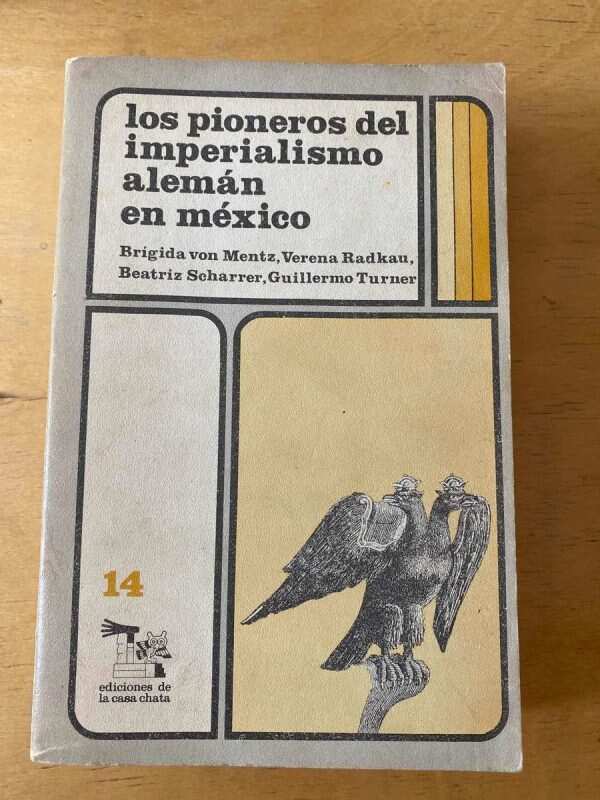 los pioneros del
imperialismo
alemán
en méxico
Brígida von Mentz, Verena Radkau,
Beatriz Scharrer, Guillermo Turner
14
ediciones de
la casa chata